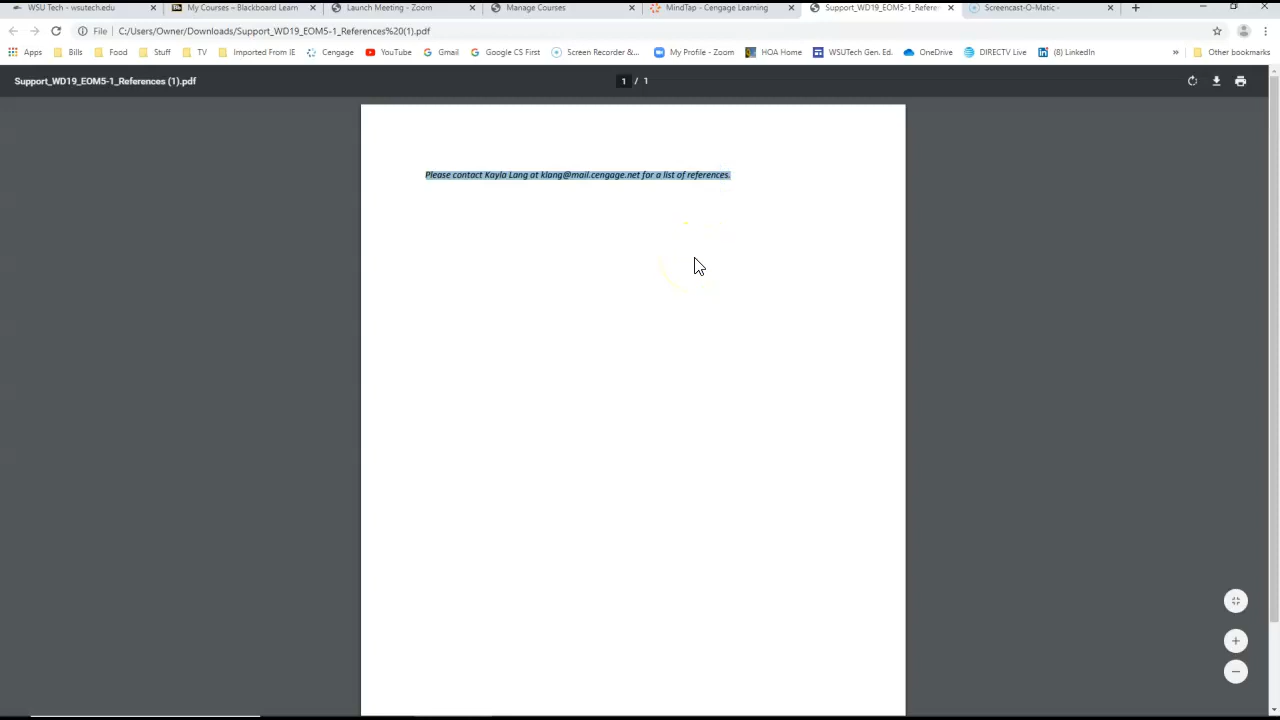 WSU Tech - wsutech.edu
My Courses – Blackboard Learn
Launch Meeting - Zoom
Manage Courses
MindTap - Cengage Learning
Support_WD19_EOM5-1_Refere
Screencast-O-Matic -
File C:/Users/Owner/Downloads/Support_WD19_EOM5-1_References%20(1).pdf
Apps Bills Food Stuff TV Imported From IE Cengage YouTube Gmail Google CS First Screen Recorder &... My Profile - Zoom HOA Home WSUTech Gen. Ed. OneDrive DIRECTV Live (8) LinkedIn » Other bookmarks
Support_WD19_EOM5-1_References (1).pdf
1 / 1
Please contact Kayla Lang at klang@mail.cengage.net for a list of references.